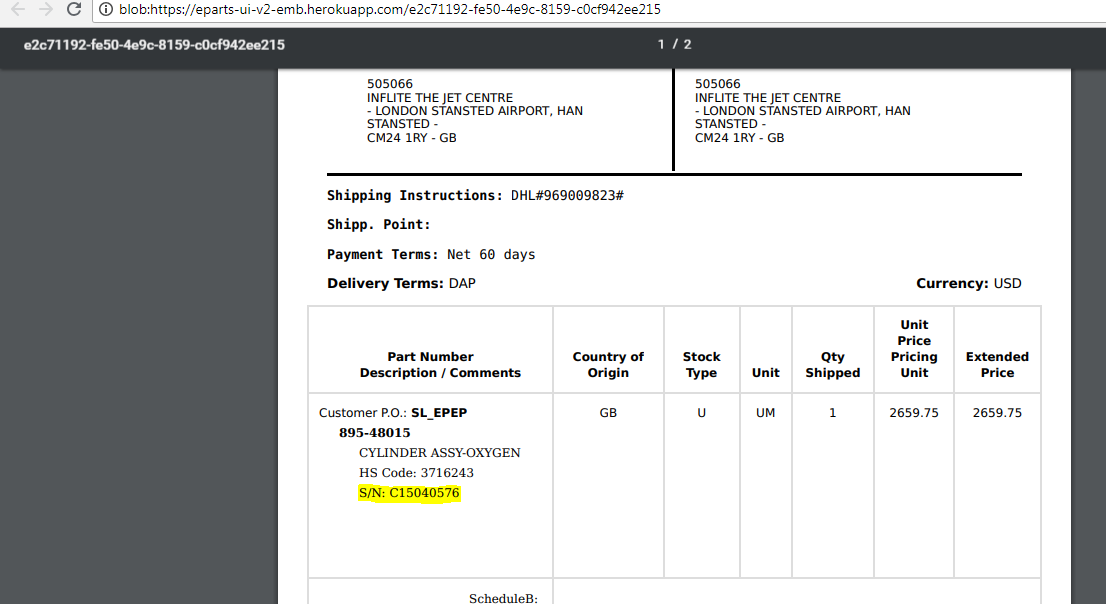 blob:https://eparts-ui-v2-emb.herokuapp.com/e2c71192-fe50-4e9c-8159-c0cf942ee215
e2c71192-fe50-4e9c-8159-c0cf942ee215
1 / 2
505066
INFLITE THE JET CENTRE
- LONDON STANSTED AIRPORT, HAN
STANSTED -
CM24 1RY - GB
505066
INFLITE THE JET CENTRE
- LONDON STANSTED AIRPORT, HAN
STANSTED -
CM24 1RY - GB
Shipping Instructions: DHL#969009823#
Shipp. Point:
Payment Terms: Net 60 days
Delivery Terms: DAP
Currency: USD
Part Number
Description / Comments
Country of
Origin
Stock
Type
Unit
Qty
Shipped
Unit
Price
Pricing
Unit
Extended
Price
Customer P.O.: SL_EPEP
895-48015
CYLINDER ASSY-OXYGEN
HS Code: 3716243
S/N: C15040576
GB
U
UM
1
2659.75
2659.75
ScheduleB: